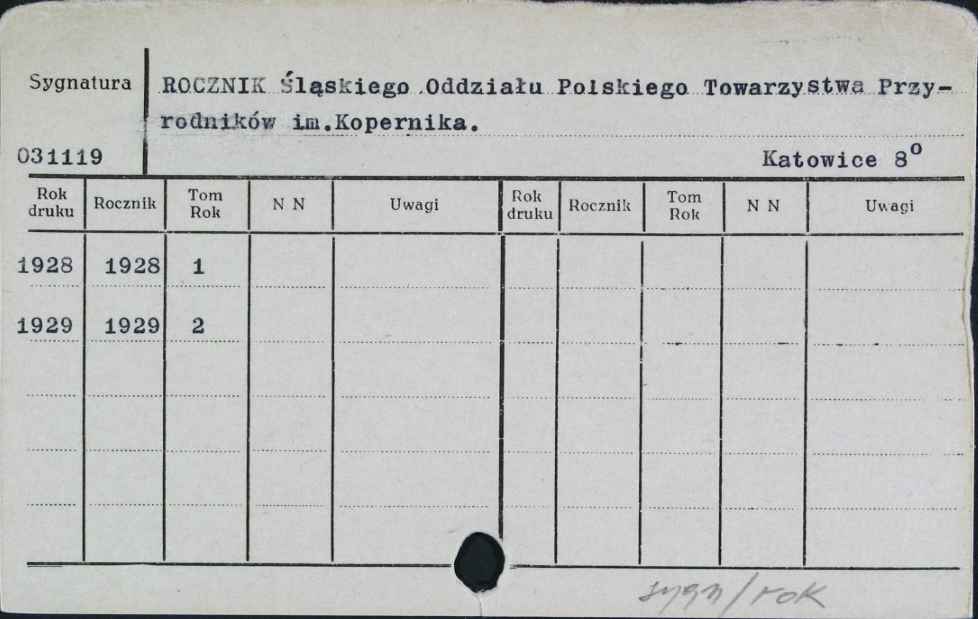 Sygnatura
ROCZNIK Śląskiego Oddziału Polskiego Towarzystwa Przy-
rodników im.Kopernika.
031119
Katowice 8⁰
Rok druku Rocznik Tom Rok N N Uwagi Rok druku Rocznik Tom Rok N N Uwagi
1928 1928 1
1929 1929 2
sygn/rok